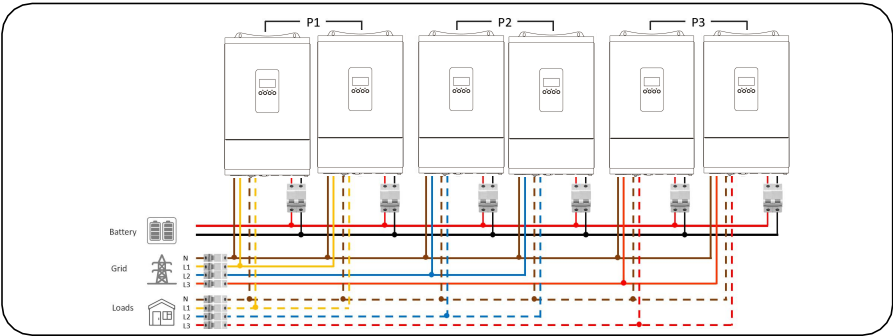 P1 P2 P3
Battery
Grid
N
L1
L2
L3
Loads
N
L1
L2
L3